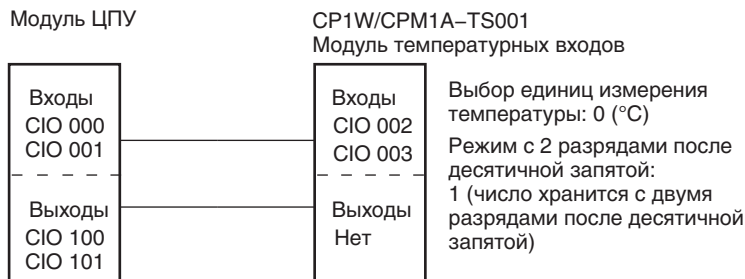 Модуль ЦПУ
CP1W/CPM1A–TS001
Модуль температурных входов
Входы
CIO 000
CIO 001
Выходы
CIO 100
CIO 101
Входы
CIO 002
CIO 003
Выходы
Нет
Выбор единиц измерения
температуры: 0 (°C)
Режим с 2 разрядами после
десятичной запятой:
1 (число хранится с двумя
разрядами после десятичной
запятой)